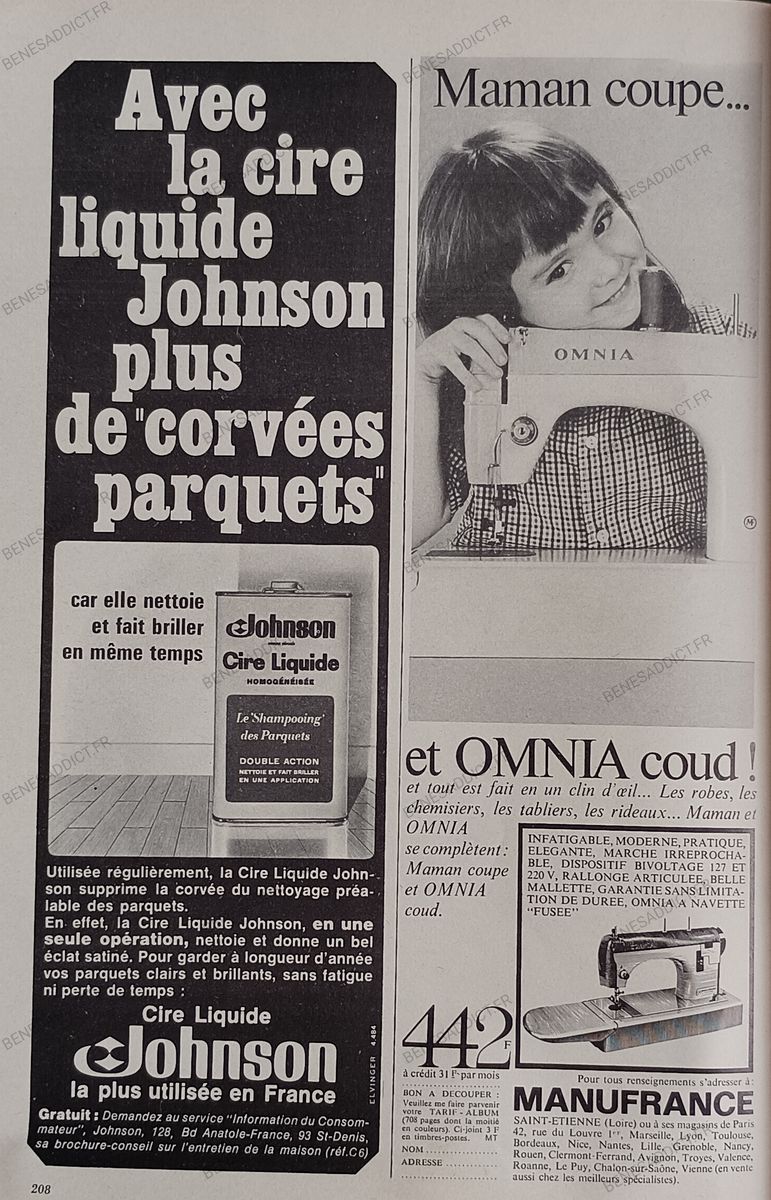 Avec
la cire
liquide
Johnson
plus
de "corvées
parquets"
car elle nettoie
et fait briller
en même temps
Johnson
Cire Liquide
HOMOGÉNÉISÉE
Le 'Shampooing'
des Parquets
DOUBLE ACTION
NETTOIE ET FAIT BRILLER
EN UNE APPLICATION
Utilisée régulièrement, la Cire Liquide John-
son supprime la corvée du nettoyage préa-
lable des parquets.
En effet, la Cire Liquide Johnson, en une
seule opération, nettoie et donne un bel
éclat satiné. Pour garder à longueur d'année
vos parquets clairs et brillants, sans fatigue
ni perte de temps :
Cire Liquide
Johnson
la plus utilisée en France
ELVINGER 4.484
Gratuit : Demandez au service "Information du Consom-
mateur", Johnson, 128, Bd Anatole-France, 93 St-Denis,
sa brochure-conseil sur l'entretien de la maison (réf.C6)
208
Maman coupe...
OMNIA
M
et OMNIA coud !
et tout est fait en un clin d'œil... Les robes, les
chemisiers, les tabliers, les rideaux... Maman et
OMNIA
se complètent :
Maman coupe
et OMNIA
coud.
INFATIGABLE, MODERNE, PRATIQUE,
ELEGANTE, MARCHE IRREPROCHA-
BLE, DISPOSITIF BIVOLTAGE 127 ET
220 V, RALLONGE ARTICULEE, BELLE
MALLETTE, GARANTIE SANS LIMITA-
TION DE DUREE, OMNIA A NAVETTE
"FUSEE"
442 F
à crédit 31 F par mois
BON A DECOUPER :
Veuillez me faire parvenir
votre TARIF - ALBUM
(708 pages dont la moitié
en couleurs). Ci-joint 3 F
en timbres-postes. MT
NOM
ADRESSE
Pour tous renseignements s'adresser à :
MANUFRANCE
SAINT-ETIENNE (Loire) ou à ses magasins de Paris
42, rue du Louvre 1er, Marseille, Lyon, Toulouse,
Bordeaux, Nice, Nantes, Lille, Grenoble, Nancy,
Rouen, Clermont-Ferrand, Avignon, Troyes, Valence,
Roanne, Le Puy, Chalon-sur-Saône, Vienne (en vente
aussi chez les meilleurs spécialistes).
BENESADDICT.FR